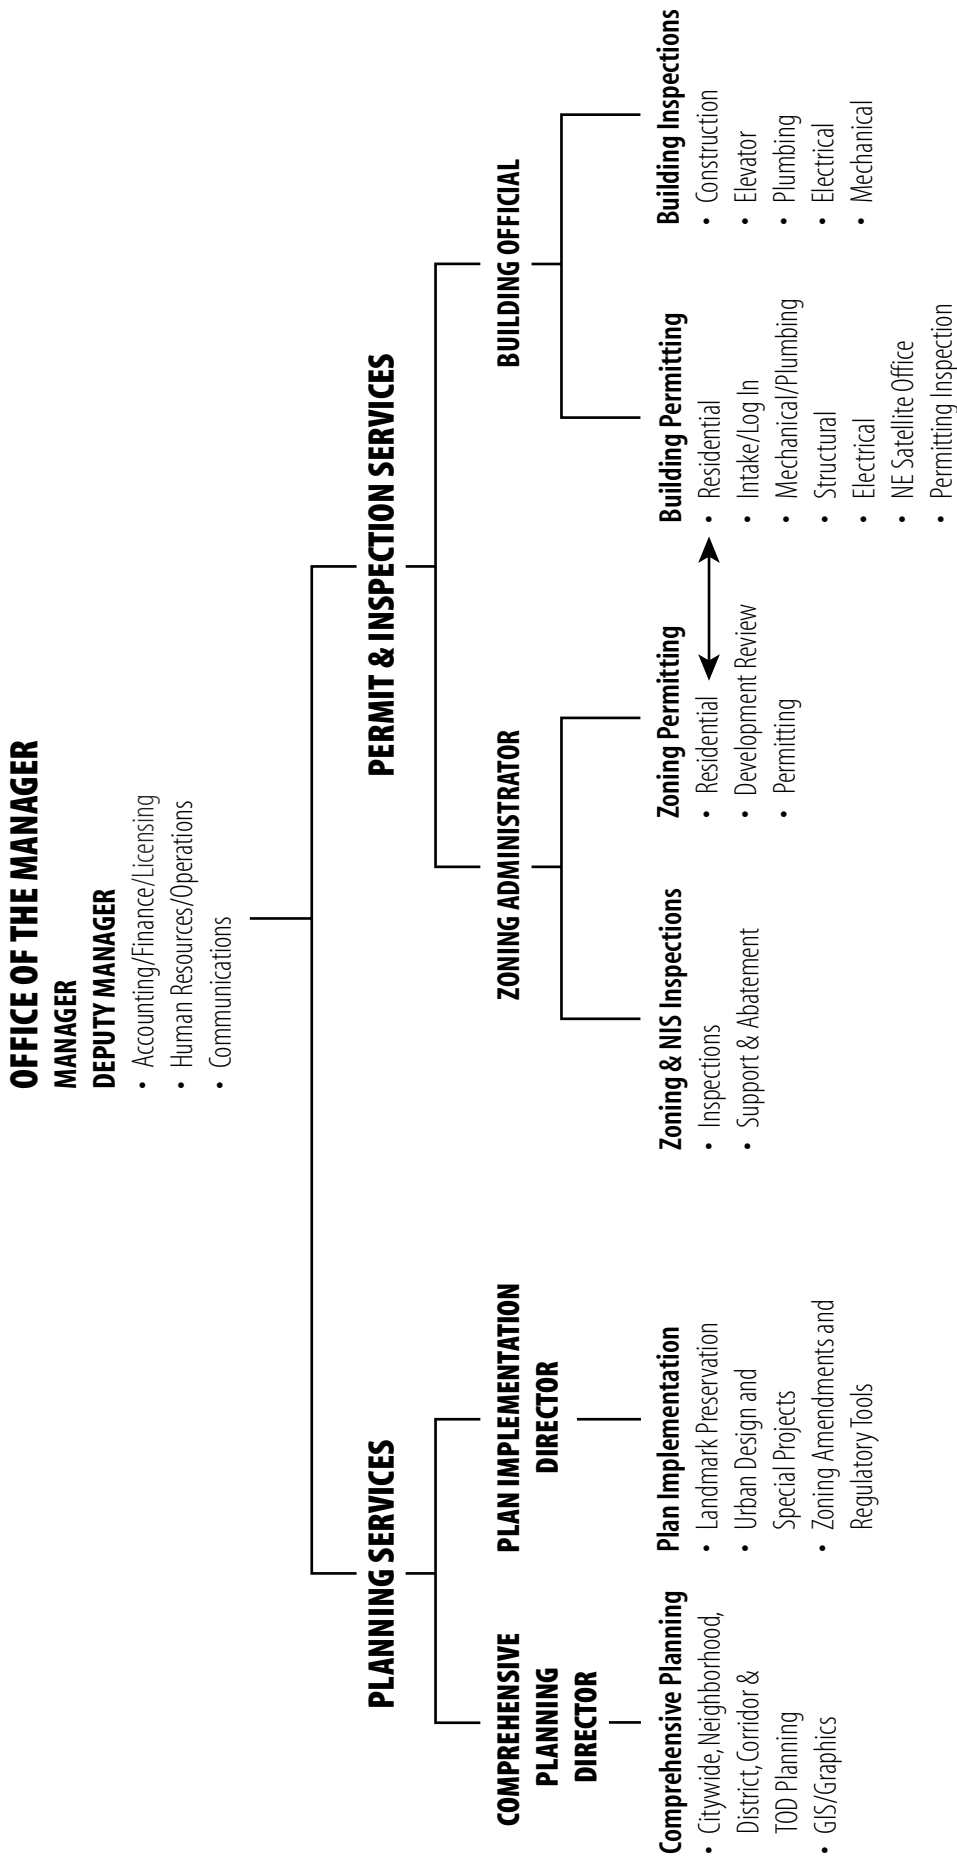 OFFICE OF THE MANAGER
MANAGER
DEPUTY MANAGER
• Accounting/Finance/Licensing
• Human Resources/Operations
• Communications
PLANNING SERVICES
PERMIT & INSPECTION SERVICES
COMPREHENSIVE
PLANNING
DIRECTOR
PLAN IMPLEMENTATION
DIRECTOR
ZONING ADMINISTRATOR
BUILDING OFFICIAL
Comprehensive Planning
• Citywide, Neighborhood,
District, Corridor &
TOD Planning
• GIS/Graphics
Plan Implementation
• Landmark Preservation
• Urban Design and
Special Projects
• Zoning Amendments and
Regulatory Tools
Zoning & NIS Inspections
• Inspections
• Support & Abatement
Zoning Permitting
• Residential
• Development Review
• Permitting
Building Permitting
• Residential
• Intake/Log In
• Mechanical/Plumbing
• Structural
• Electrical
• NE Satellite Office
• Permitting Inspection
Building Inspections
• Construction
• Elevator
• Plumbing
• Electrical
• Mechanical